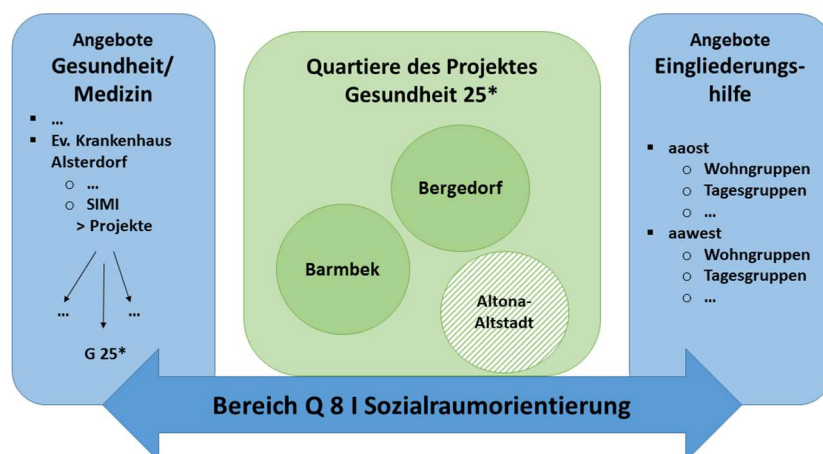 Angebote
Gesundheit/
Medizin
▪ ...
▪ Ev. Krankenhaus
Alsterdorf
o ...
o SIMI
> Projekte
... ...
G 25*
Quartiere des Projektes
Gesundheit 25*
Bergedorf
Barmbek
Altona-
Altstadt
Angebote
Eingliederungs-
hilfe
▪ aaost
o Wohngruppen
o Tagesgruppen
o ...
▪ aawest
o Wohngruppen
o Tagesgruppen
o ...
Bereich Q 8 I Sozialraumorientierung